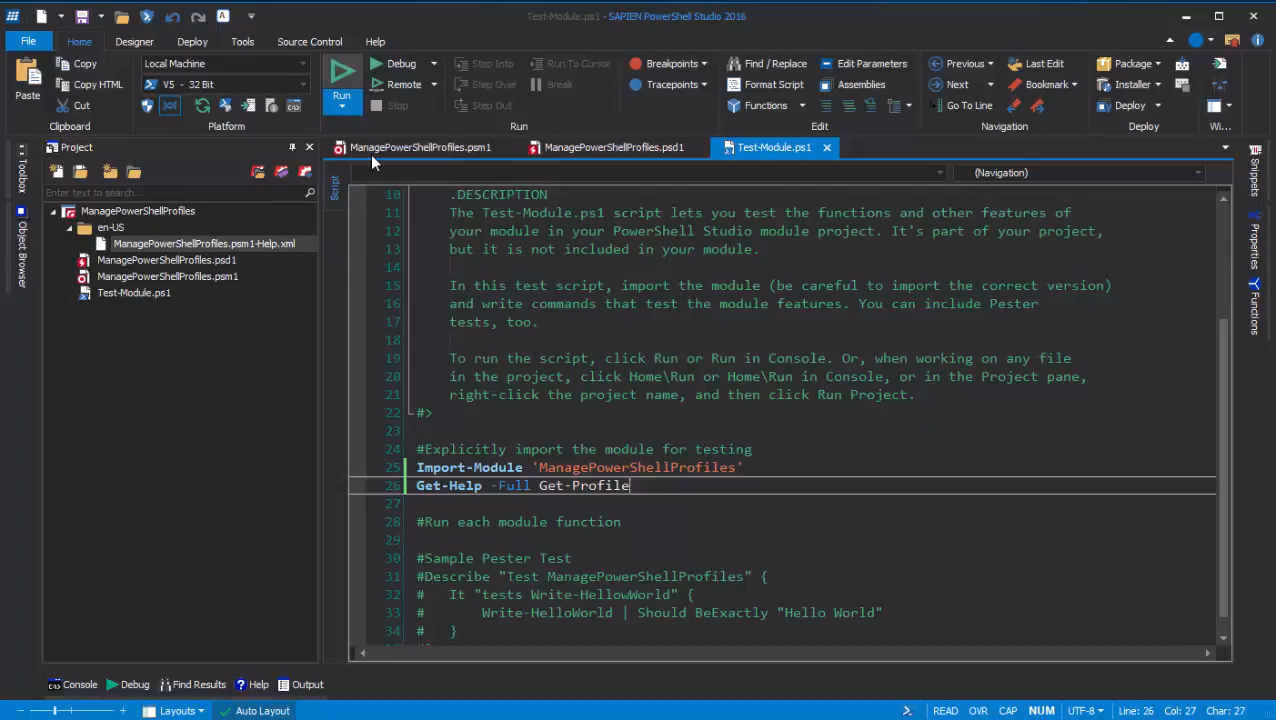 Test-Module.ps1 - SAPIEN PowerShell Studio 2016
File Home Designer Deploy Tools Source Control Help
Paste
Copy
Copy HTML
Cut
Clipboard
Local Machine
V5 - 32 Bit
Platform
Run
Debug
Remote
Stop
Step Into
Step Over
Step Out
Run To Cursor
Break
Breakpoints
Tracepoints
Run
Find / Replace
Format Script
Functions
Edit Parameters
Assemblies
Edit
Previous
Next
Go To Line
Last Edit
Bookmark
Navigation
Package
Installer
Deploy
Deploy
Wi...
Toolbox
Object Browser
Project
Enter text to search...
ManagePowerShellProfiles
en-US
ManagePowerShellProfiles.psm1-Help.xml
ManagePowerShellProfiles.psd1
ManagePowerShellProfiles.psm1
Test-Module.ps1
ManagePowerShellProfiles.psm1 ManagePowerShellProfiles.psd1 Test-Module.ps1
Script
(Navigation)
10 .DESCRIPTION
11 The Test-Module.ps1 script lets you test the functions and other features of
12 your module in your PowerShell Studio module project. It's part of your project,
13 but it is not included in your module.
14
15 In this test script, import the module (be careful to import the correct version)
16 and write commands that test the module features. You can include Pester
17 tests, too.
18
19 To run the script, click Run or Run in Console. Or, when working on any file
20 in the project, click Home\Run or Home\Run in Console, or in the Project pane,
21 right-click the project name, and then click Run Project.
22 #>
23
24 #Explicitly import the module for testing
25 Import-Module 'ManagePowerShellProfiles'
26 Get-Help -Full Get-Profile
27
28 #Run each module function
29
30 #Sample Pester Test
31 #Describe "Test ManagePowerShellProfiles" {
32 # It "tests Write-HellowWorld" {
33 # Write-HelloWorld | Should BeExactly "Hello World"
34 # }
Snippets
Properties
Functions
Console Debug Find Results Help Output
Layouts Auto Layout
READ OVR CAP NUM UTF-8 Line: 26 Col: 27 Char: 27